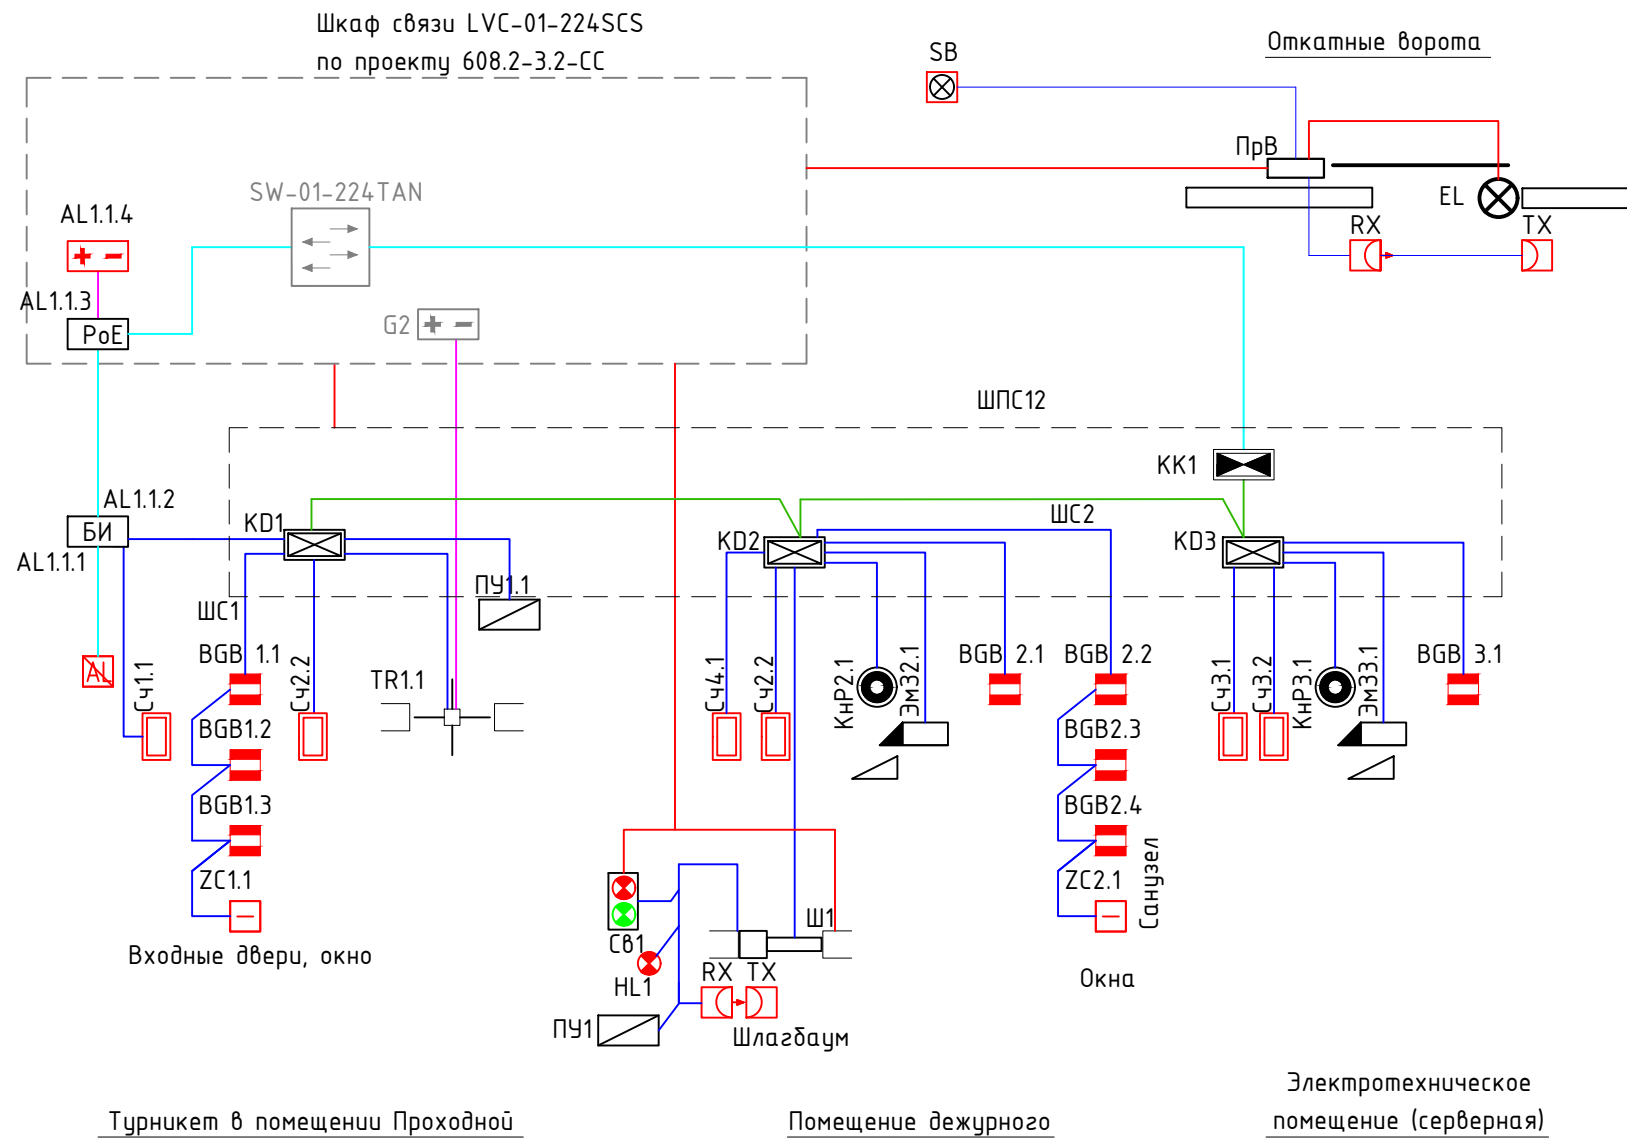 Шкаф связи LVC-01-224SCS
по проекту 608.2-3.2-СС
Откатные ворота
SB
ПрВ
SW-01-224TAN
EL
AL1.1.4
RX
TX
AL1.1.3
PoE
G2
ШПС12
КК1
AL1.1.2
KD1
ШС2
БИ
KD2
KD3
AL1.1.1
ПУ1.1
ШС1
BGB 1.1
BGB 2.1
BGB 2.2
BGB 3.1
AL
Сч1.1
Сч2.2
TR1.1
Сч4.1
Сч2.2
КнР2.1
ЭмЗ2.1
Сч3.1
Сч3.2
КнР3.1
ЭмЗ3.1
BGB1.2
BGB2.3
BGB1.3
BGB2.4
ZC1.1
ZC2.1
Санузел
Св1
Ш1
Входные двери, окно
HL1
RX
TX
Окна
ПУ1
Шлагбаум
Электротехническое
помещение (серверная)
Турникет в помещении Проходной
Помещение дежурного